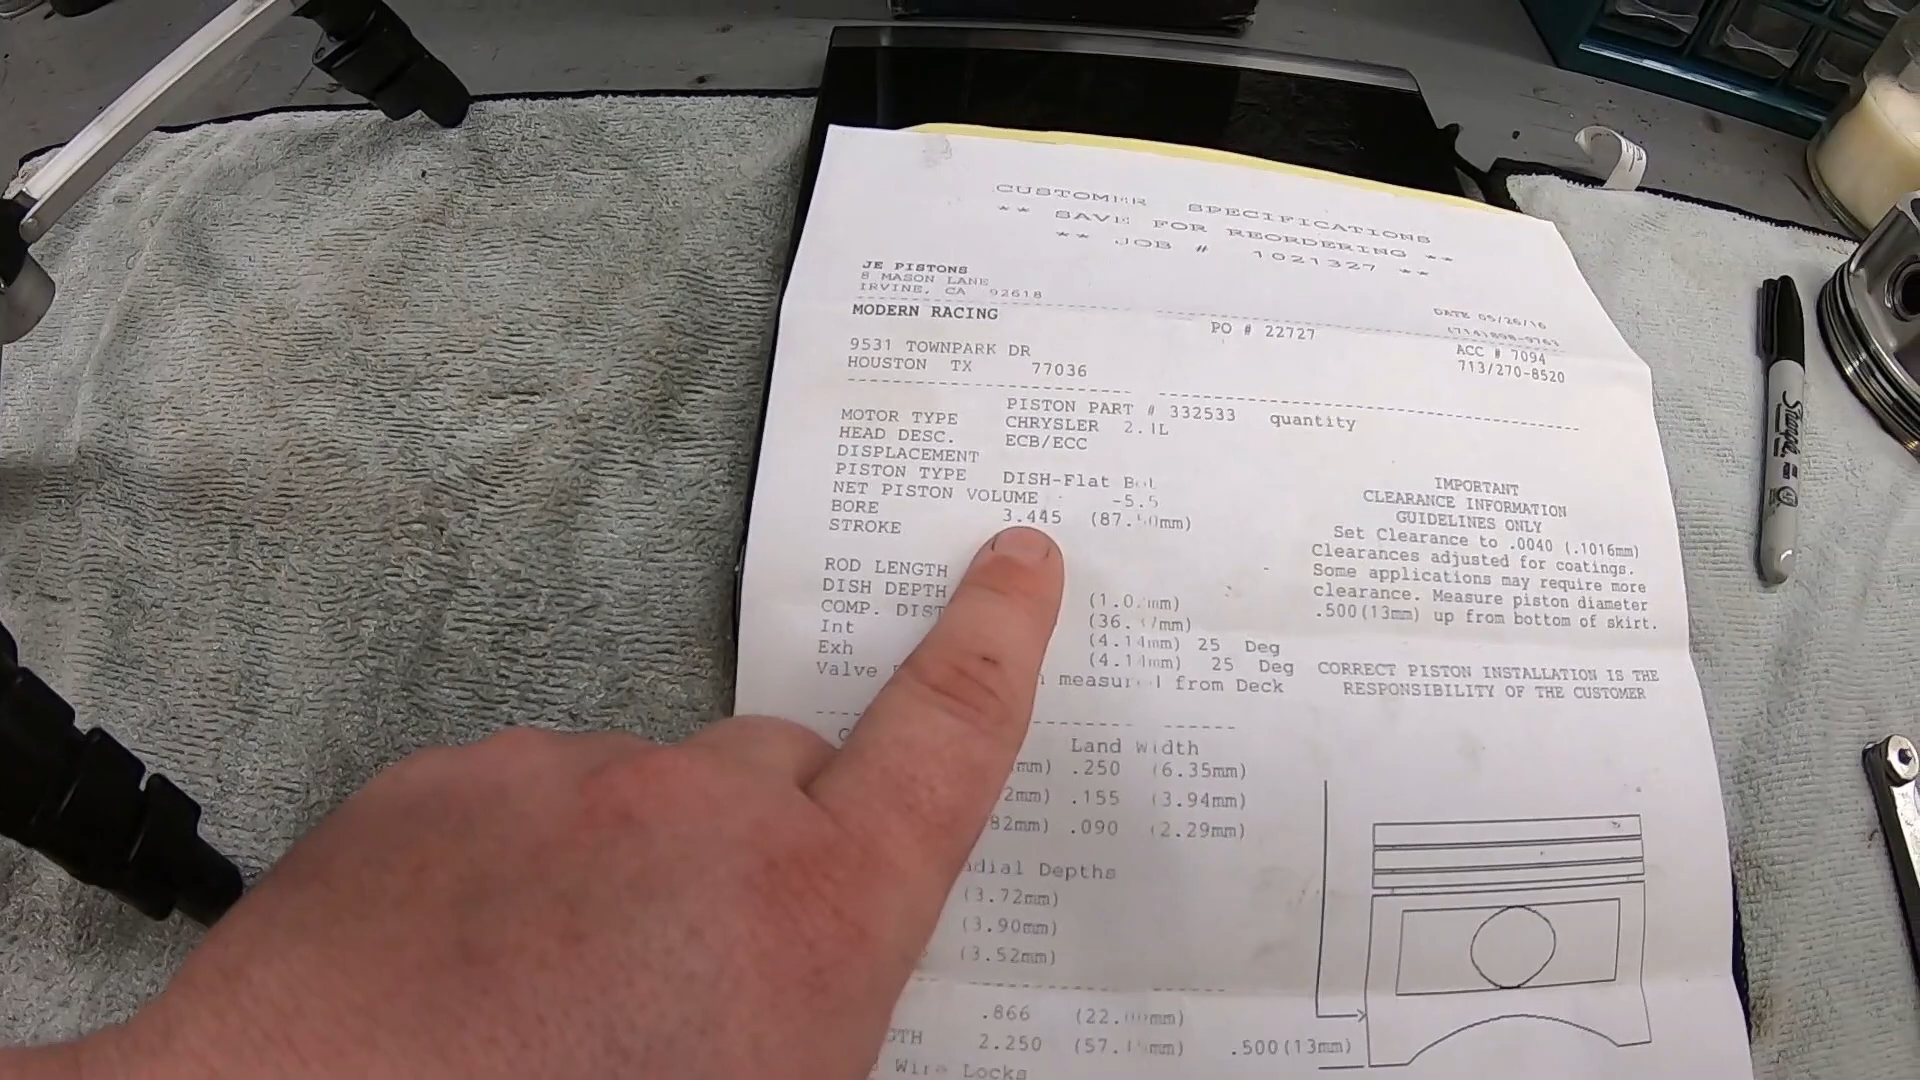 CUSTOMER SPECIFICATIONS
** SAVE FOR REORDERING **
** JOB # 1021327 **
JE PISTONS
8 MASON LANE
IRVINE, CA 92618
DATE 05/26/16
MODERN RACING
PO # 22727
ACC # 7094
9531 TOWNPARK DR
713/270-8520
HOUSTON TX 77036
PISTON PART # 332533 quantity
MOTOR TYPE CHRYSLER 2.1L
HEAD DESC. ECB/ECC
DISPLACEMENT
PISTON TYPE DISH-Flat
NET PISTON VOLUME -5.5
BORE 3.445
STROKE
ROD LENGTH
DISH DEPTH
COMP.
Int (4.14mm) 25 Deg
Exh (4.14mm) 25 Deg
Valve measured from Deck
IMPORTANT
CLEARANCE INFORMATION
GUIDELINES ONLY
Set Clearance to .0040 (.1016mm)
Clearances adjusted for coatings.
Some applications may require more
clearance. Measure piston diameter
.500(13mm) up from bottom of skirt.
CORRECT PISTON INSTALLATION IS THE
RESPONSIBILITY OF THE CUSTOMER
Land Width
.250 (6.35mm)
.155 (3.94mm)
.090 (2.29mm)
Depths
(3.72mm)
(3.90mm)
(3.52mm)
.866
2.250
.500(13mm)
Wire Locks
Sharpie